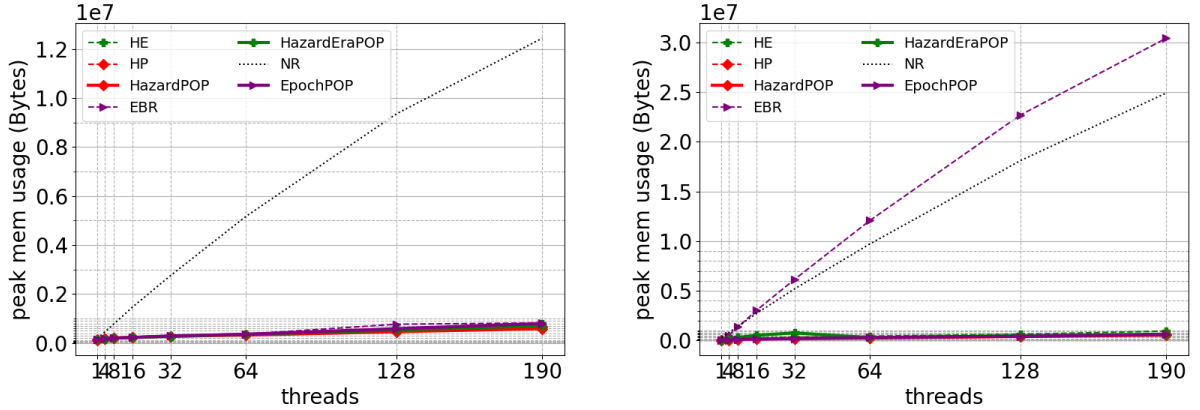 1e7
peak mem usage (Bytes)
1.2
1.0
0.8
0.6
0.4
0.2
0.0
HE
HP
HazardPOP
EBR
HazardEraPOP
NR
EpochPOP
1 4 8 16 32 64 128 190
threads
1e7
peak mem usage (Bytes)
3.0
2.5
2.0
1.5
1.0
0.5
0.0
HE
HP
HazardPOP
EBR
HazardEraPOP
NR
EpochPOP
1 4 8 16 32 64 128 190
threads